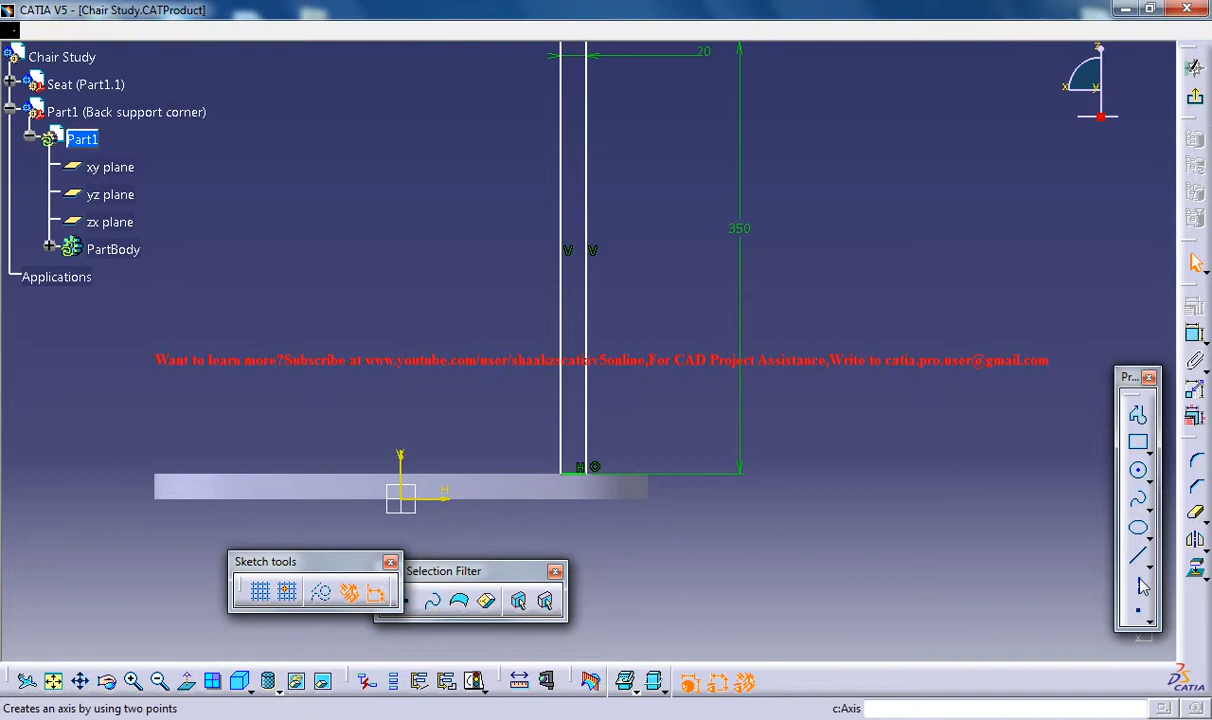 CATIA V5 - [Chair Study.CATProduct]
Chair Study
Seat (Part1.1)
Part1 (Back support corner)
Part1
xy plane
yz plane
zx plane
PartBody
Applications
20
350
V V
H
z
x
y
Want to learn more?Subscribe at www.youtube.com/user/shaakzscatiav5online,For CAD Project Assistance,Write to catia.pro.user@gmail.com
Pr...
V
H
Sketch tools
Selection Filter
CATIA
Creates an axis by using two points
c:Axis